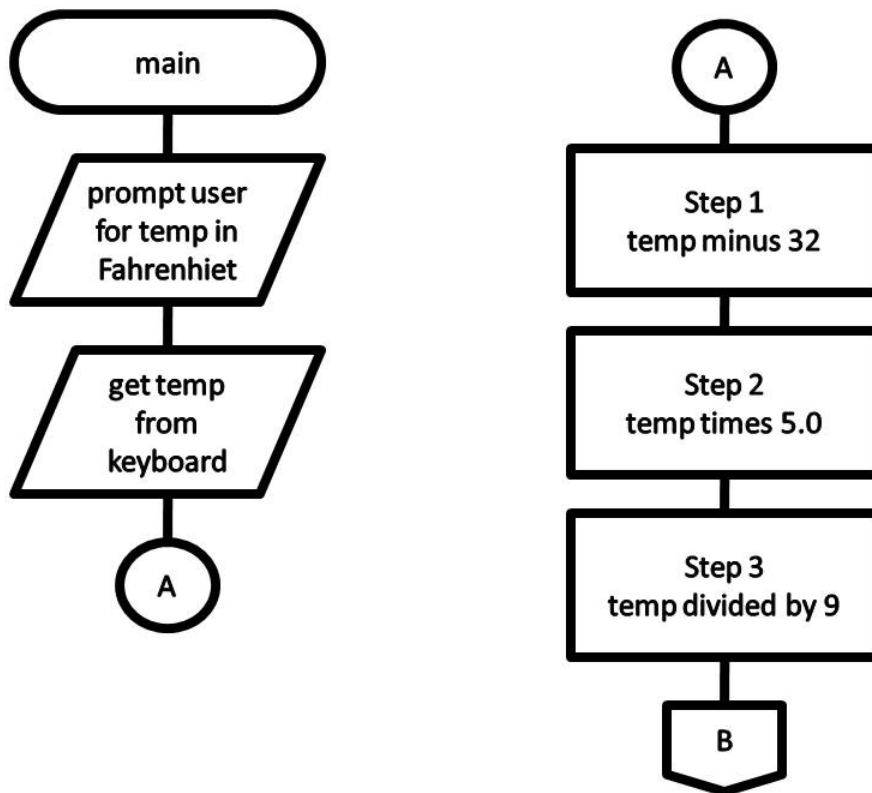 main
prompt user
for temp in
Fahrenhiet
get temp
from
keyboard
A
A
Step 1
temp minus 32
Step 2
temp times 5.0
Step 3
temp divided by 9
B